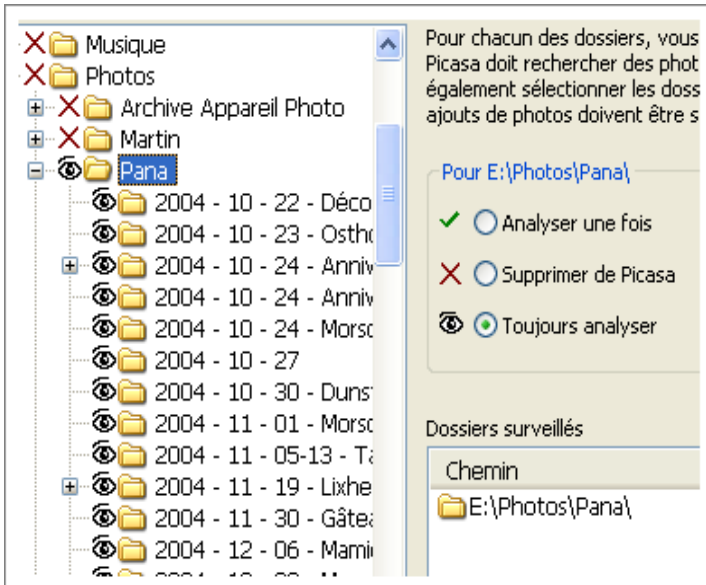 Musique
Photos
Archive Appareil Photo
Martin
Pana
2004 - 10 - 22 - Déco
2004 - 10 - 23 - Ostho
2004 - 10 - 24 - Anniv
2004 - 10 - 24 - Anniv
2004 - 10 - 24 - Morsc
2004 - 10 - 27
2004 - 10 - 30 - Duns
2004 - 11 - 01 - Morsc
2004 - 11 - 05-13 - Ta
2004 - 11 - 19 - Lixhe
2004 - 11 - 30 - Gâtea
2004 - 12 - 06 - Mami
Pour chacun des dossiers, vous
Picasa doit rechercher des phot
également sélectionner les doss
ajouts de photos doivent être s
Pour E:\Photos\Pana\
Analyser une fois
Supprimer de Picasa
Toujours analyser
Dossiers surveillés
Chemin
E:\Photos\Pana\